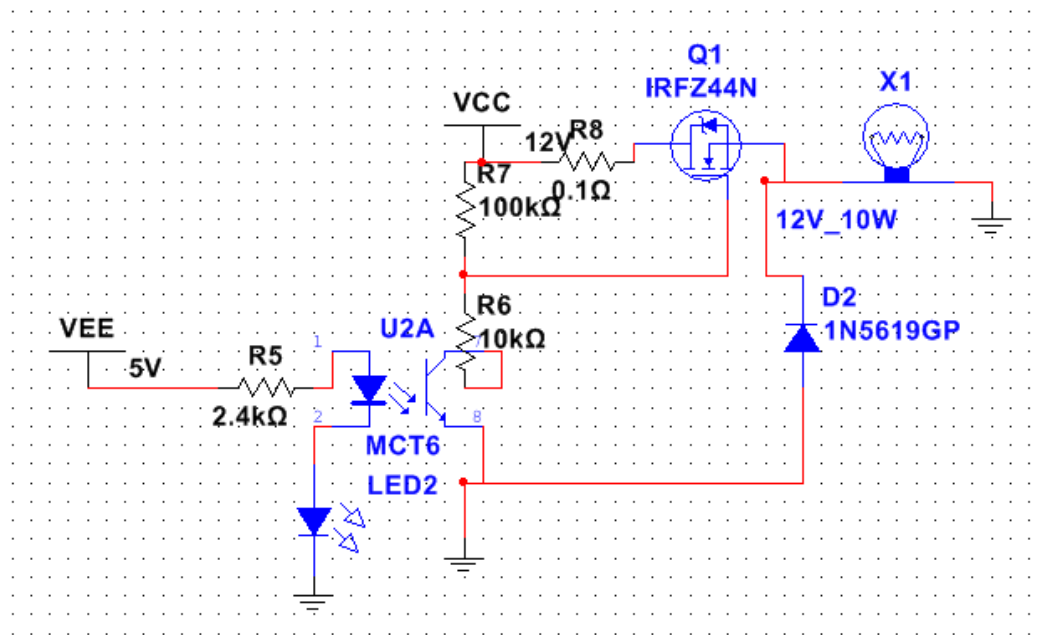 Q1
IRFZ44N
X1
VCC
12V
R8
R7
0.1Ω
100kΩ
12V_10W
R6
D2
VEE
U2A
1N5619GP
1
7
10kΩ
R5
5V
2.4kΩ
2
8
MCT6
LED2